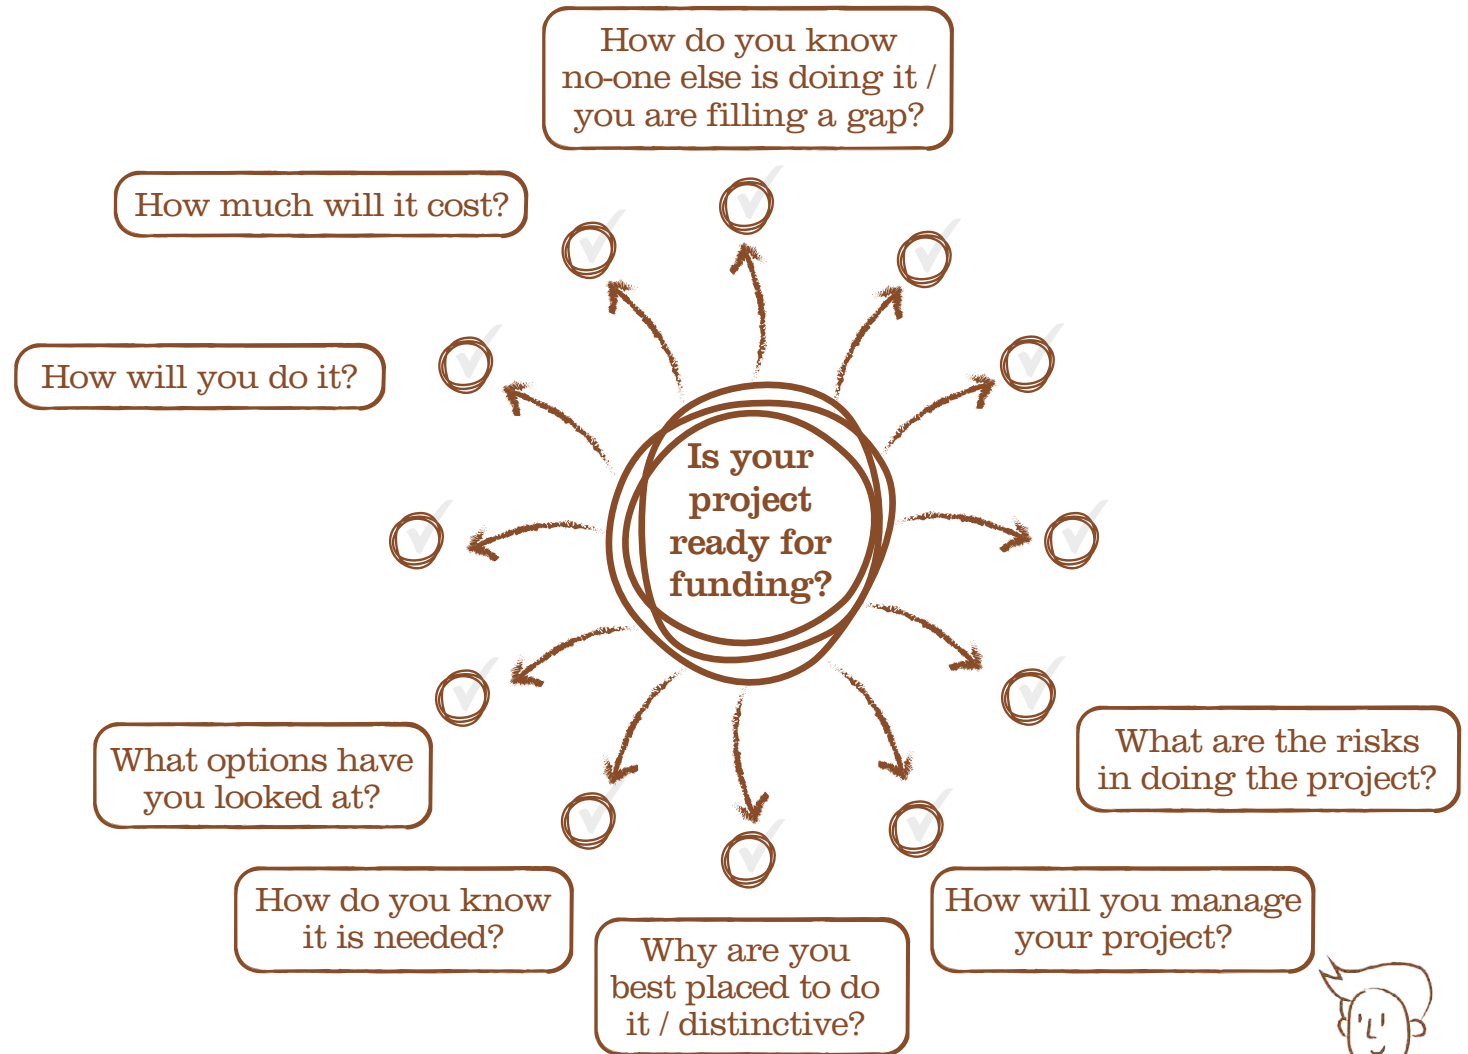 How do you know
no-one else is doing it /
you are filling a gap?
How much will it cost?
How will you do it?
Is your
project
ready for
funding?
What options have
you looked at?
What are the risks
in doing the project?
How do you know
it is needed?
Why are you
best placed to do
it / distinctive?
How will you manage
your project?